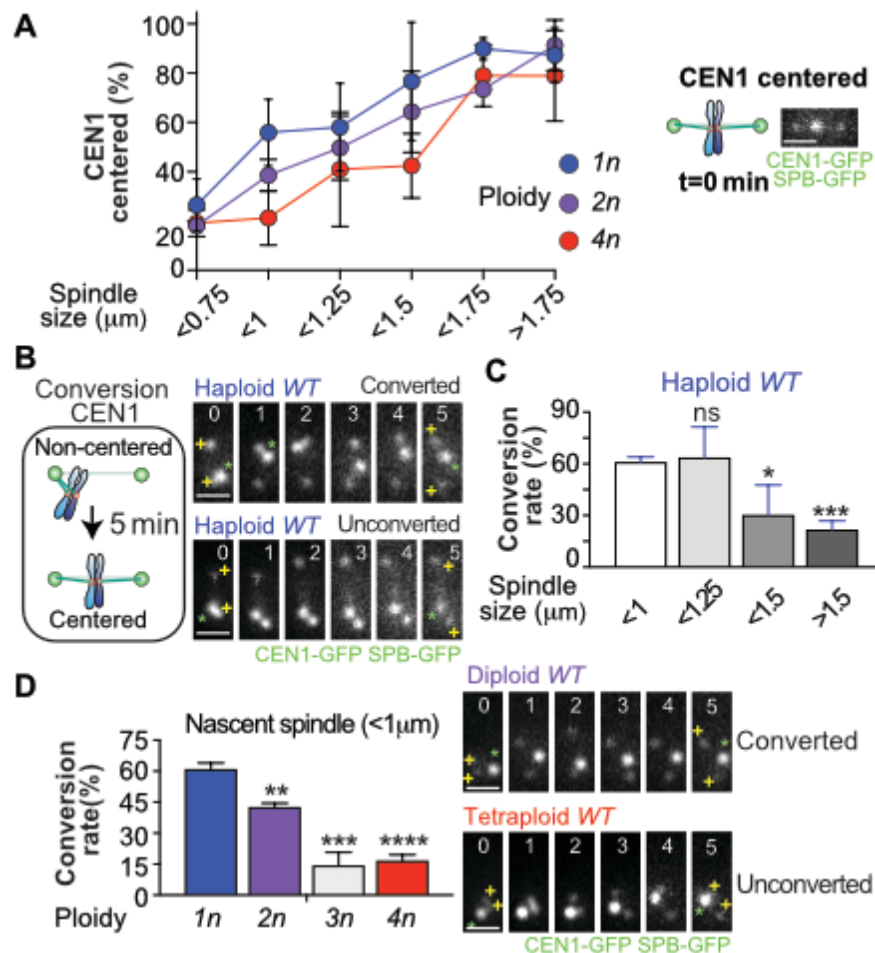 A
CEN1
centered (%)
100
80
60
40
20
0
Spindle
size (μm)
<0.75
<1
<1.25
<1.5
<1.75
>1.75
Ploidy
1n
2n
4n
CEN1 centered
t=0 min
CEN1-GFP
SPB-GFP
B
Conversion
CEN1
Non-centered
5 min
Centered
Haploid WT Converted
0 1 2 3 4 5
+ * + * +
Haploid WT Unconverted
0 1 2 3 4 5
+ + * + * +
CEN1-GFP SPB-GFP
C
Haploid WT
Conversion
rate (%)
90
60
30
0
ns
*
***
Spindle
size (μm)
<1
<125
<1.5
>1.5
D
Nascent spindle (<1μm)
Conversion
rate(%)
75
60
45
30
15
0
**
***
****
Ploidy 1n 2n 3n 4n
Diploid WT
0 1 2 3 4 5
+ + * + * +
Converted
Tetraploid WT
0 1 2 3 4 5
+ + * + + *
Unconverted
CEN1-GFP SPB-GFP